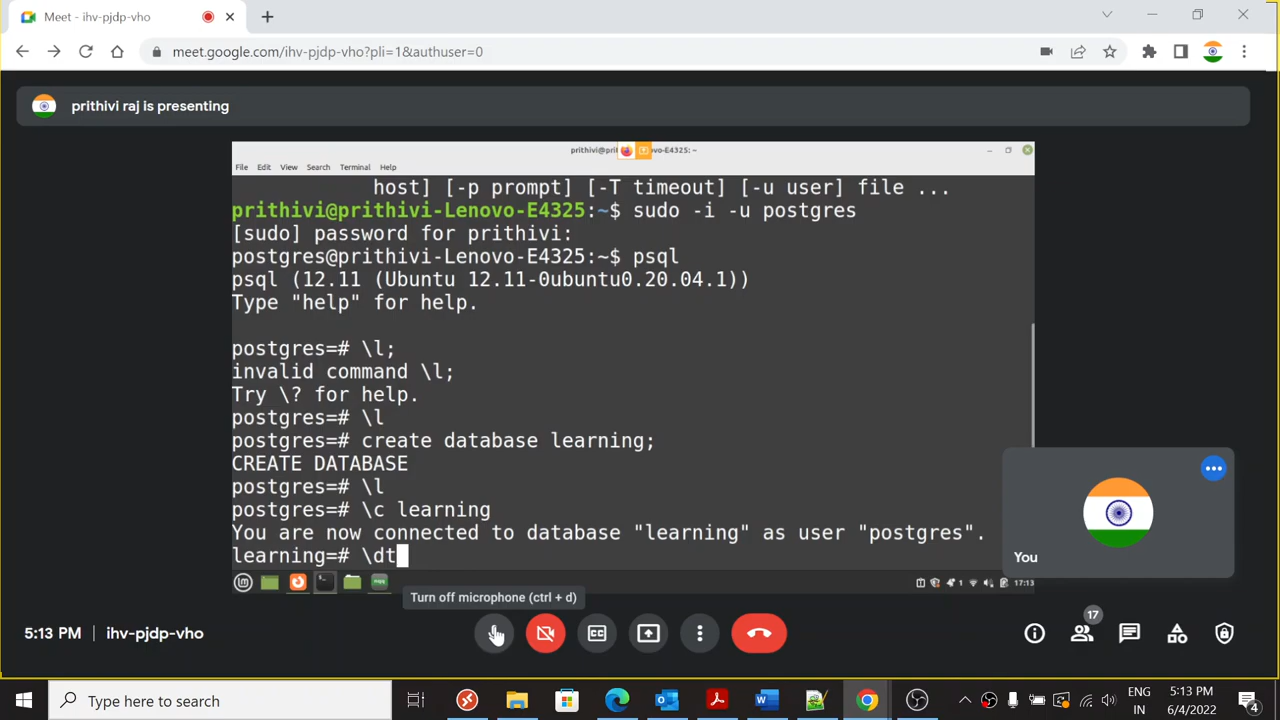 Meet - ihv-pjdp-vho
meet.google.com/ihv-pjdp-vho?pli=1&authuser=0
prithivi raj is presenting
File Edit View Search Terminal Help
host] [-p prompt] [-T timeout] [-u user] file ...
prithivi@prithivi-Lenovo-E4325:~$ sudo -i -u postgres
[sudo] password for prithivi:
postgres@prithivi-Lenovo-E4325:~$ psql
psql (12.11 (Ubuntu 12.11-0ubuntu0.20.04.1))
Type "help" for help.
postgres=# \l;
invalid command \l;
Try \? for help.
postgres=# \l
postgres=# create database learning;
CREATE DATABASE
postgres=# \l
postgres=# \c learning
You are now connected to database "learning" as user "postgres".
learning=# \dt
You
17:13
Turn off microphone (ctrl + d)
5:13 PM | ihv-pjdp-vho
17
Type here to search
ENG
IN
5:13 PM
6/4/2022
4